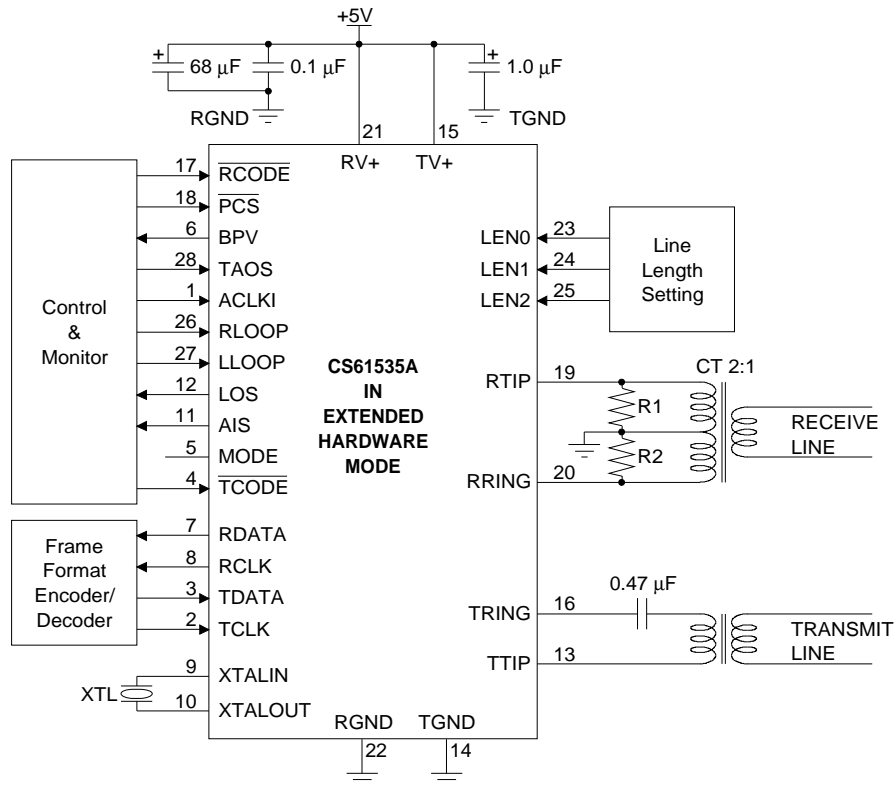 +5V
+
68 μF
0.1 μF
+
1.0 μF
RGND
TGND
21
15
RV+
TV+
Control
&
Monitor
17
RCODE
18
PCS
6
BPV
28
TAOS
1
ACLKI
26
RLOOP
27
LLOOP
12
LOS
11
AIS
5
MODE
4
TCODE
Frame
Format
Encoder/
Decoder
7
RDATA
8
RCLK
3
TDATA
2
TCLK
XTL
9
XTALIN
10
XTALOUT
CS61535A
IN
EXTENDED
HARDWARE
MODE
LEN0
23
LEN1
24
LEN2
25
Line
Length
Setting
RTIP
19
R1
R2
RRING
20
CT 2:1
RECEIVE
LINE
TRING
16
0.47 μF
TTIP
13
TRANSMIT
LINE
RGND
TGND
22
14